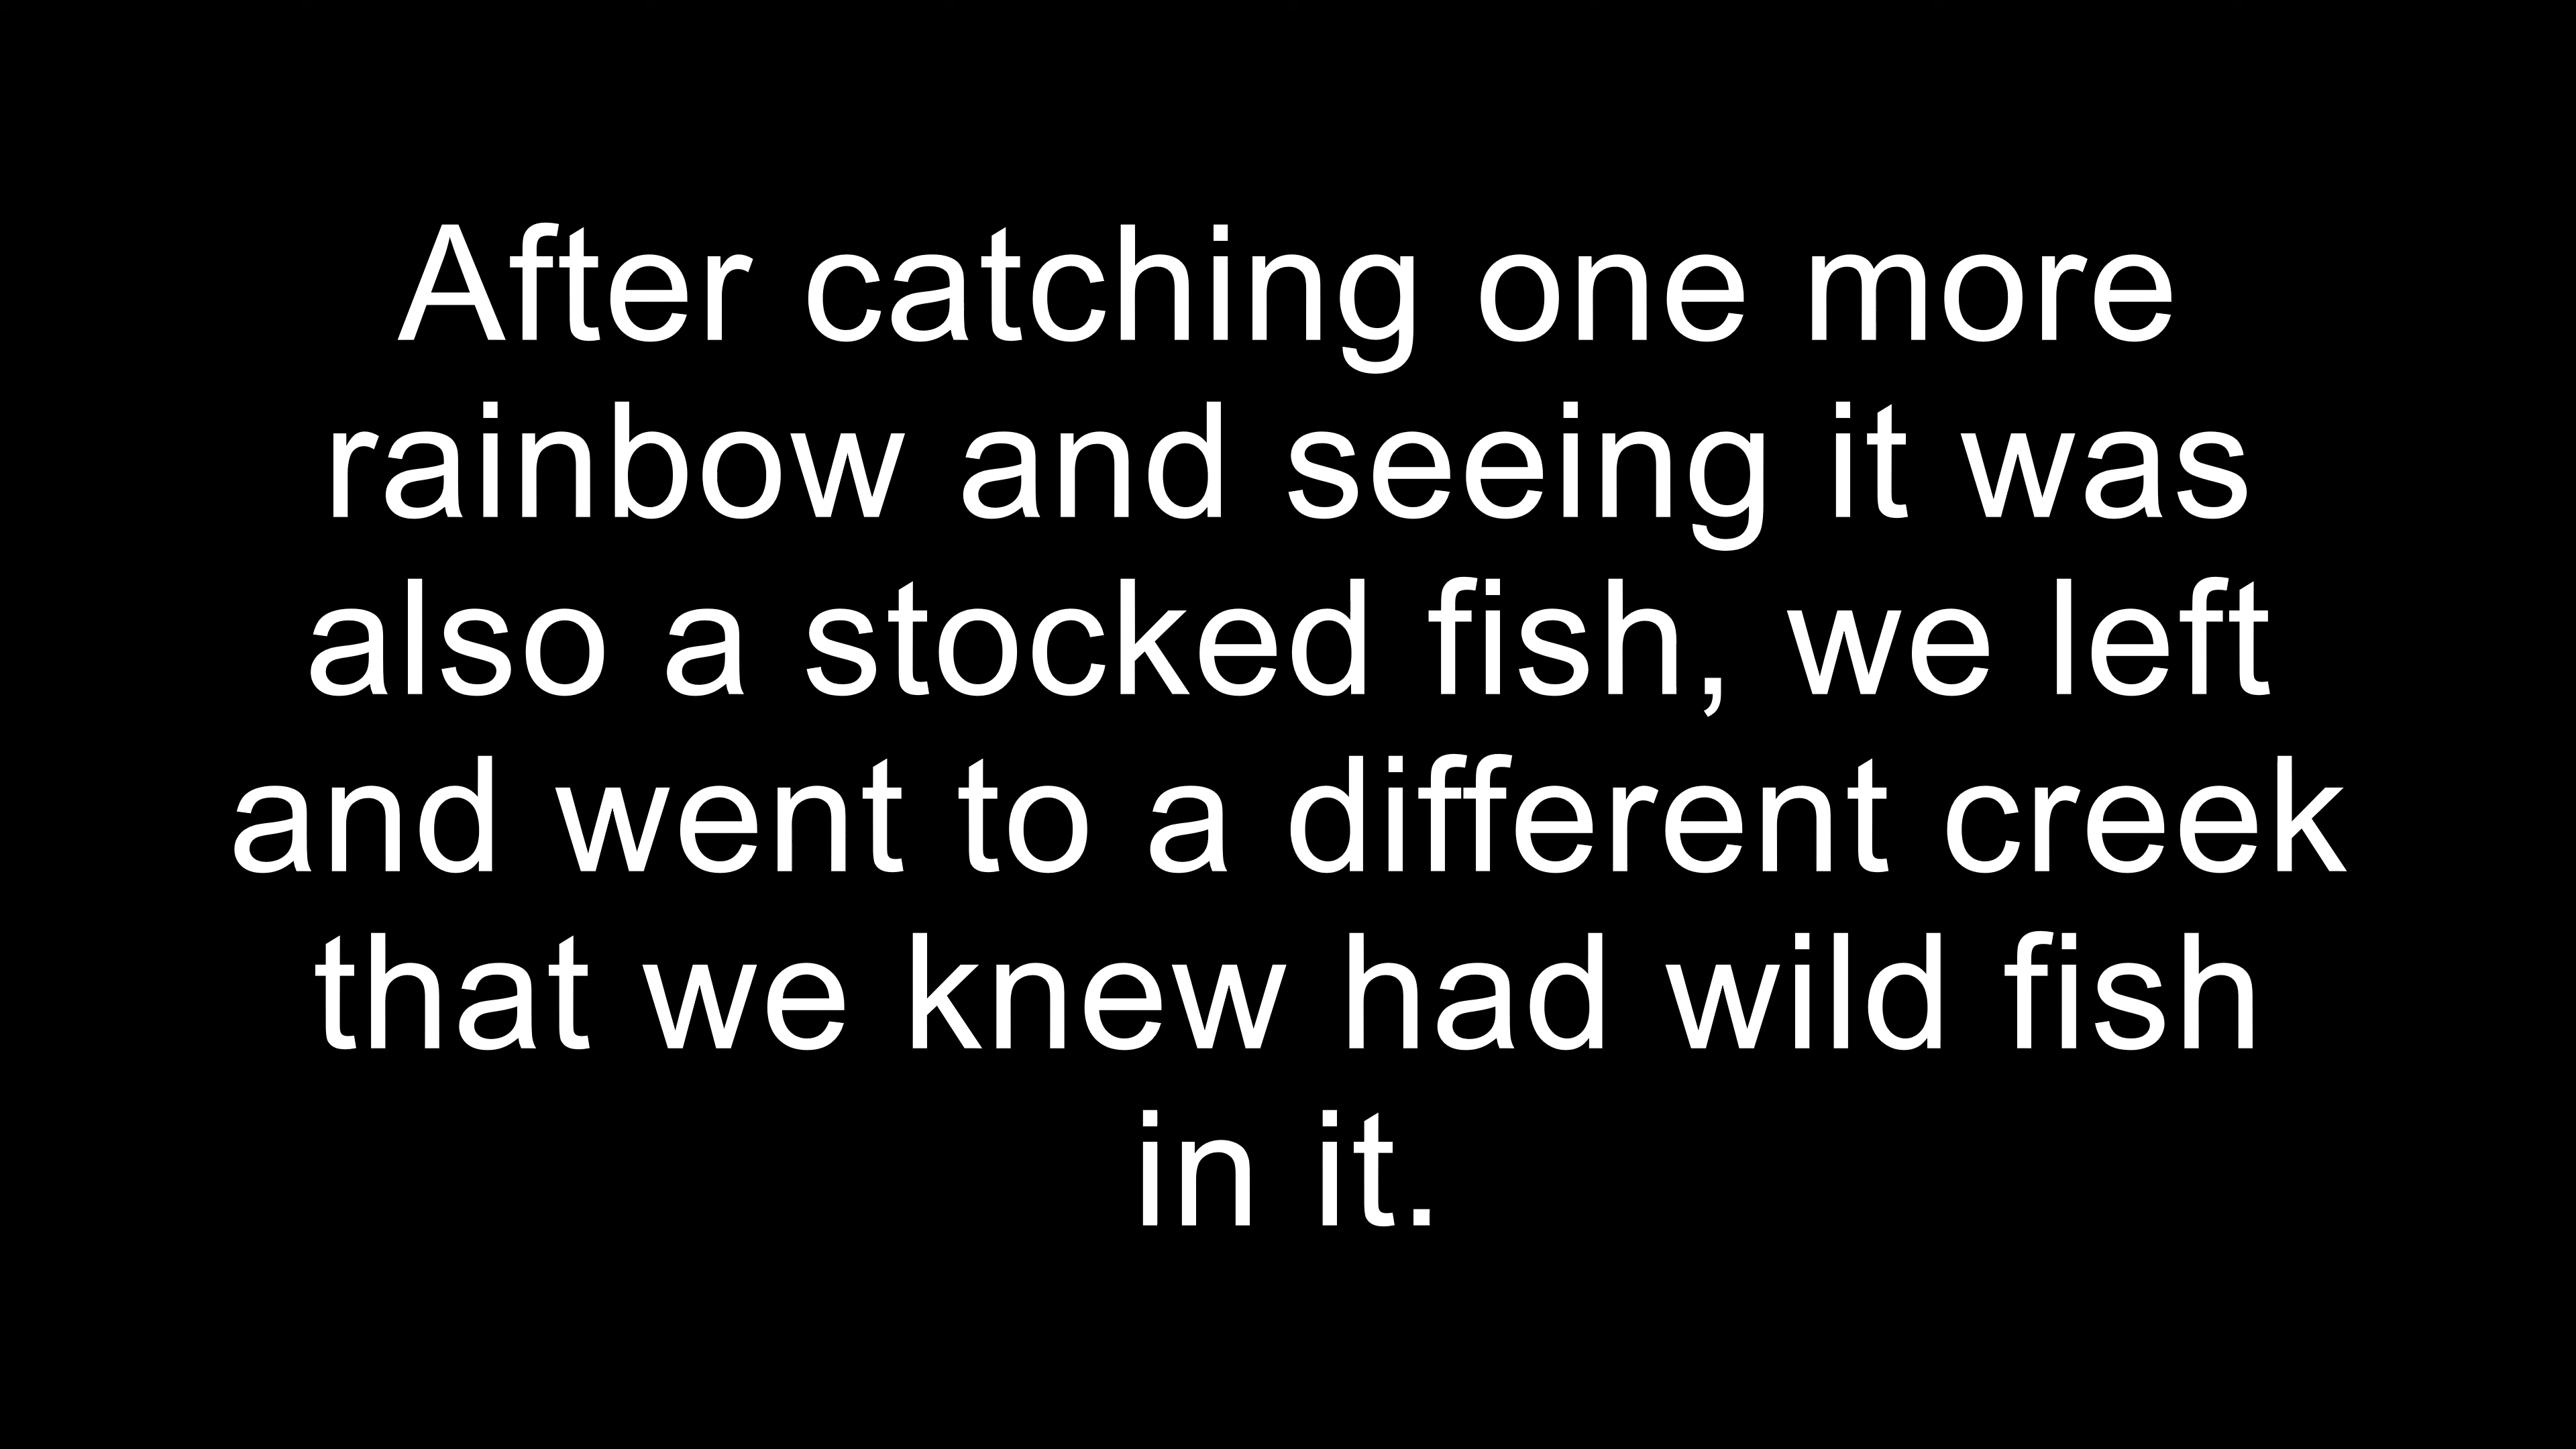 After catching one more
rainbow and seeing it was
also a stocked fish, we left
and went to a different creek
that we knew had wild fish
in it.